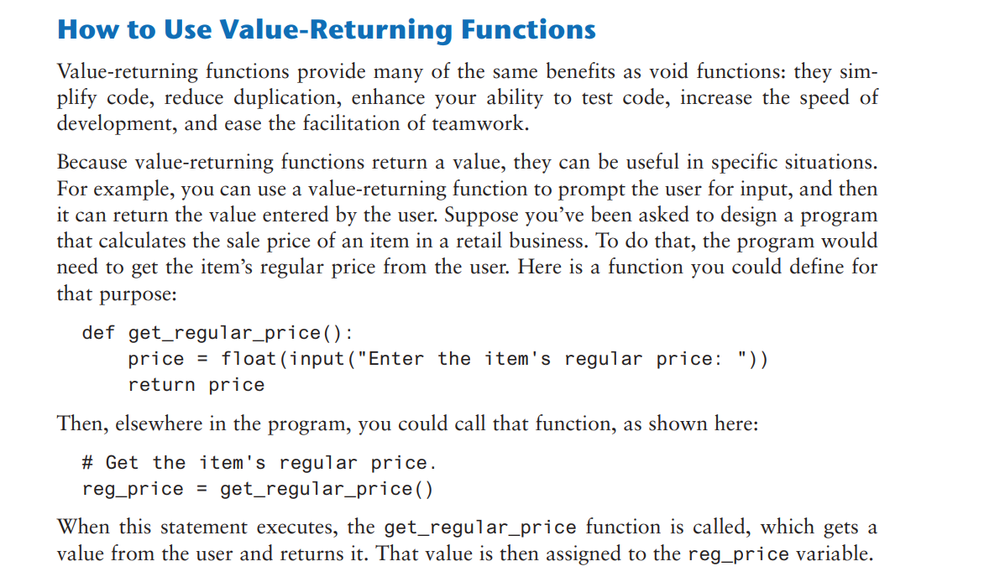 How to Use Value-Returning Functions
Value-returning functions provide many of the same benefits as void functions: they sim-
plify code, reduce duplication, enhance your ability to test code, increase the speed of
development, and ease the facilitation of teamwork.
Because value-returning functions return a value, they can be useful in specific situations.
For example, you can use a value-returning function to prompt the user for input, and then
it can return the value entered by the user. Suppose you’ve been asked to design a program
that calculates the sale price of an item in a retail business. To do that, the program would
need to get the item’s regular price from the user. Here is a function you could define for
that purpose:
def get_regular_price():
    price = float(input("Enter the item's regular price: "))
    return price
Then, elsewhere in the program, you could call that function, as shown here:
# Get the item's regular price.
reg_price = get_regular_price()
When this statement executes, the get_regular_price function is called, which gets a
value from the user and returns it. That value is then assigned to the reg_price variable.